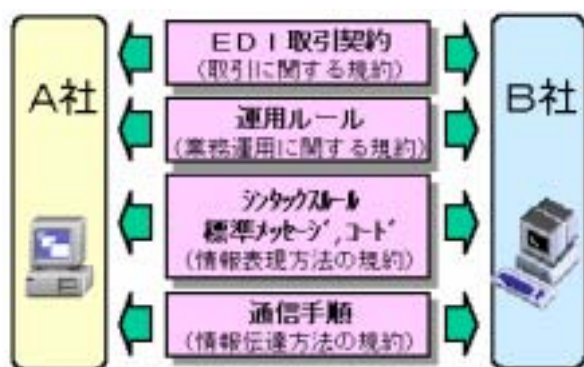 A社
EDI取引契約
(取引に関する規約)
運用ルール
(業務運用に関する規約)
ｼﾝﾀｯｸｽﾙｰﾙ
標準ﾒｯｾｰｼﾞ,ｺｰﾄﾞ
(情報表現方法の規約)
通信手順
(情報伝達方法の規約)
B社